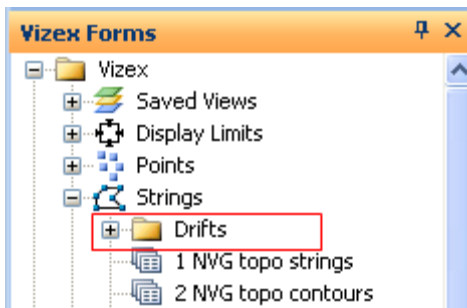 Vizex Forms
Vizex
Saved Views
Display Limits
Points
Strings
Drifts
1 NVG topo strings
2 NVG topo contours